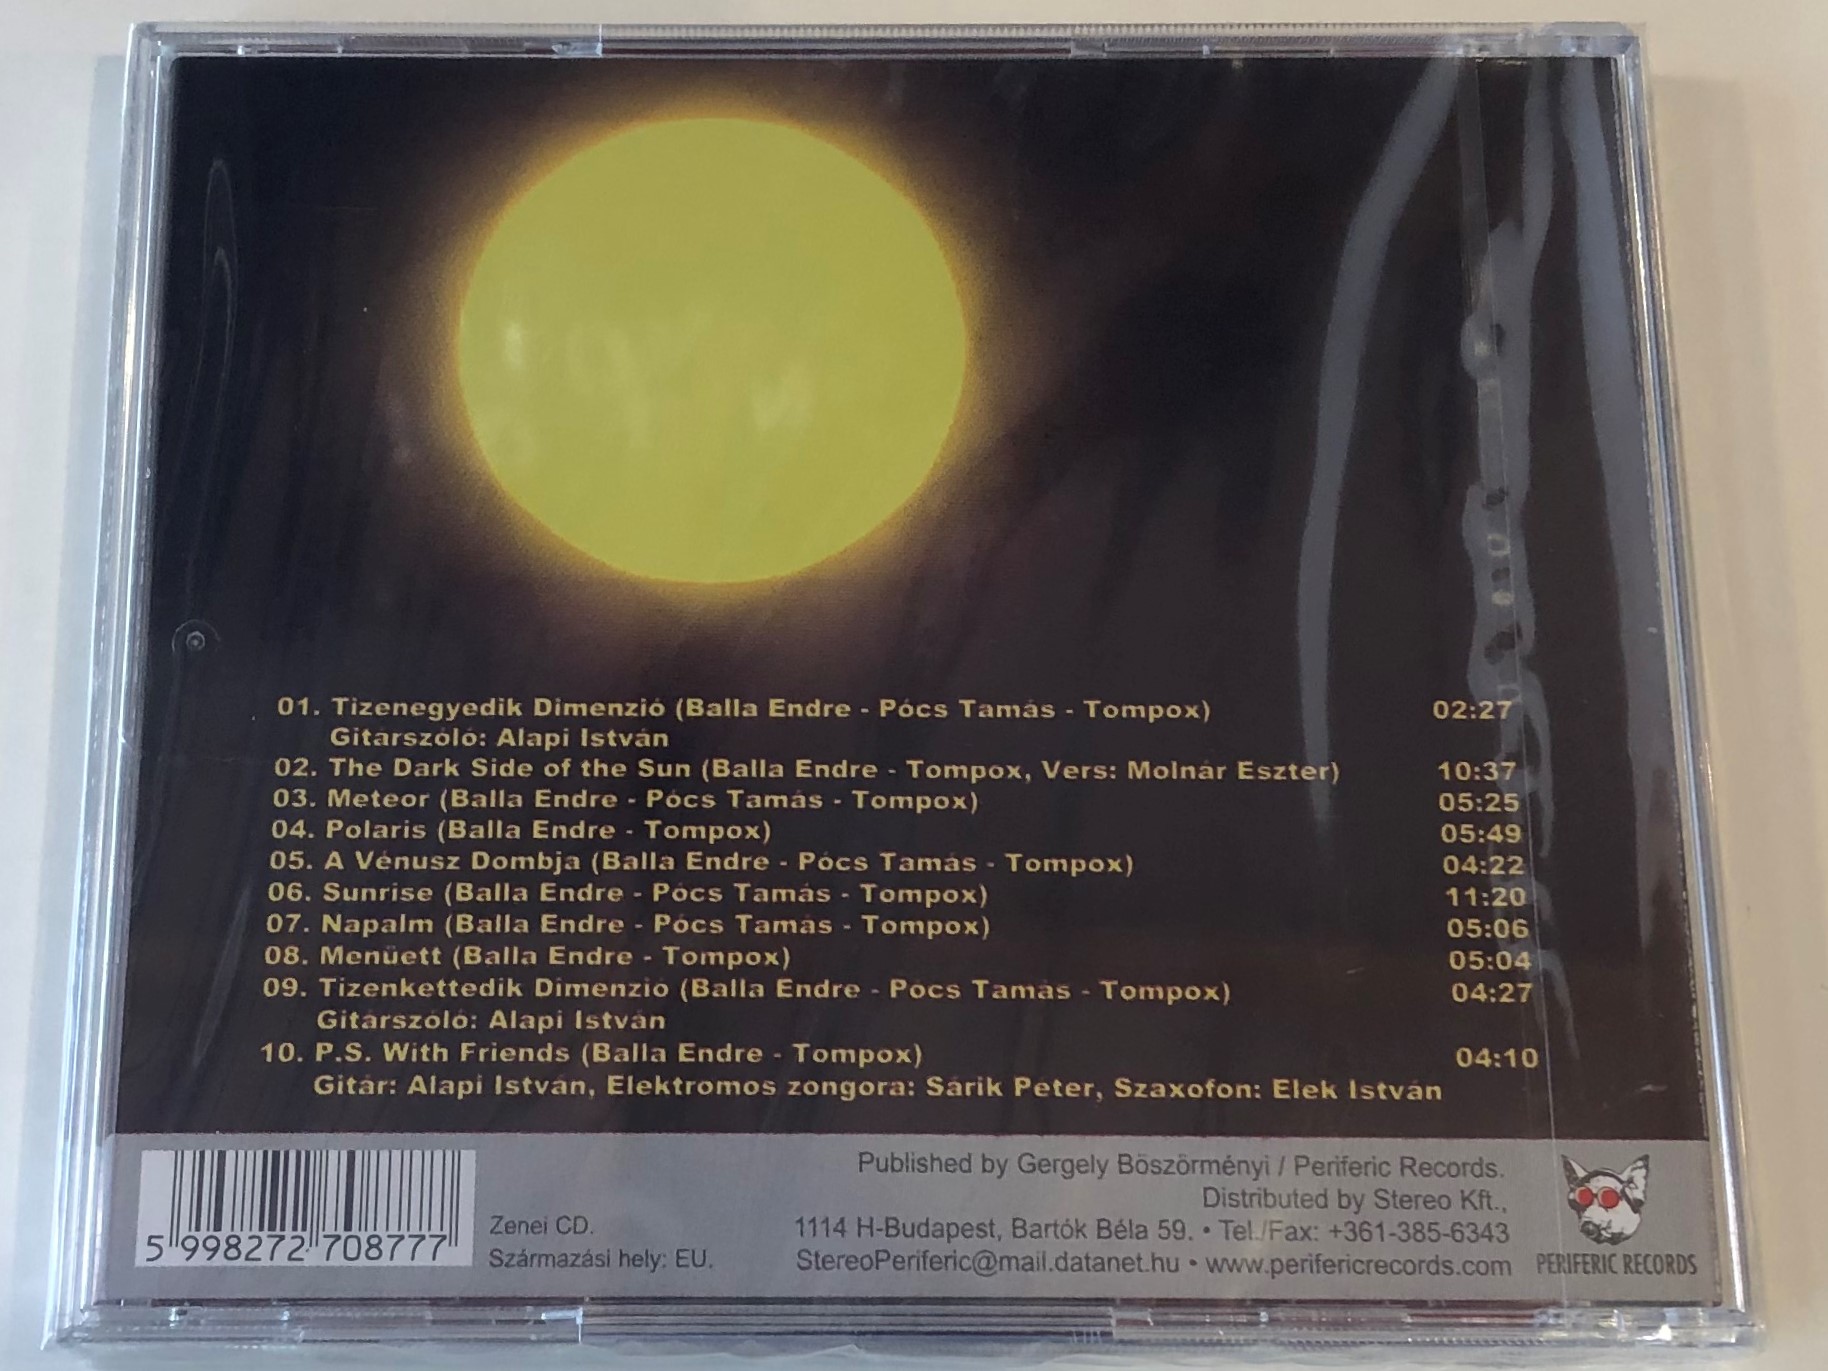 01. Tizenegyedik Dimenzió (Balla Endre - Pócs Tamás - Tompox) 02:27
Gitárszóló: Alapi István
02. The Dark Side of the Sun (Balla Endre - Tompox, Vers: Molnár Eszter) 10:37
03. Meteor (Balla Endre - Pócs Tamás - Tompox) 05:25
04. Polaris (Balla Endre - Tompox) 05:49
05. A Vénusz Dombja (Balla Endre - Pócs Tamás - Tompox) 04:22
06. Sunrise (Balla Endre - Pócs Tamás - Tompox) 11:20
07. Napalm (Balla Endre - Pócs Tamás - Tompox) 05:06
08. Menüett (Balla Endre - Tompox) 05:04
09. Tizenkettedik Dimenzió (Balla Endre - Pócs Tamás - Tompox) 04:27
Gitárszóló: Alapi István
10. P.S. With Friends (Balla Endre - Tompox) 04:10
Gitár: Alapi István, Elektromos zongora: Sárik Péter, Szaxofon: Elek István
5 998272 708777
Zenei CD.
Származási hely: EU.
Published by Gergely Böszörményi / Periferic Records.
Distributed by Stereo Kft.,
1114 H-Budapest, Bartók Béla 59. • Tel./Fax: +361-385-6343
StereoPeriferic@mail.datanet.hu • www.perifericrecords.com
PERIFERIC RECORDS